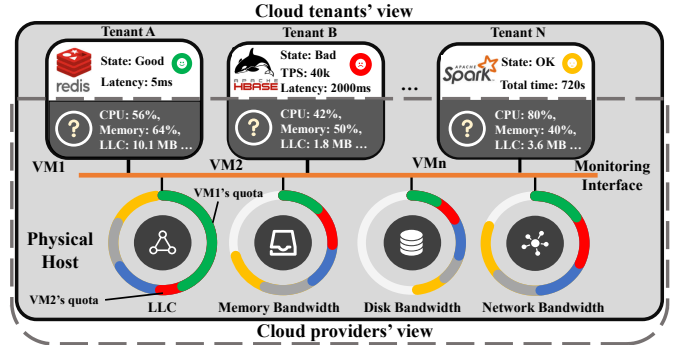 Cloud tenants' view
Tenant A
Tenant B
Tenant N
redis
State: Good
Latency: 5ms
APACHE
HBASE
State: Bad
TPS: 40k
Latency: 2000ms
...
APACHE
Spark
State: OK
Total time: 720s
?
CPU: 56%,
Memory: 64%,
LLC: 10.1 MB ...
?
CPU: 42%,
Memory: 50%,
LLC: 1.8 MB ...
?
CPU: 80%,
Memory: 40%,
LLC: 3.6 MB ...
VM1
VM2
VMn
Monitoring
Interface
VM1's quota
Physical
Host
VM2's quota
LLC
Memory Bandwidth
Disk Bandwidth
Network Bandwidth
Cloud providers' view